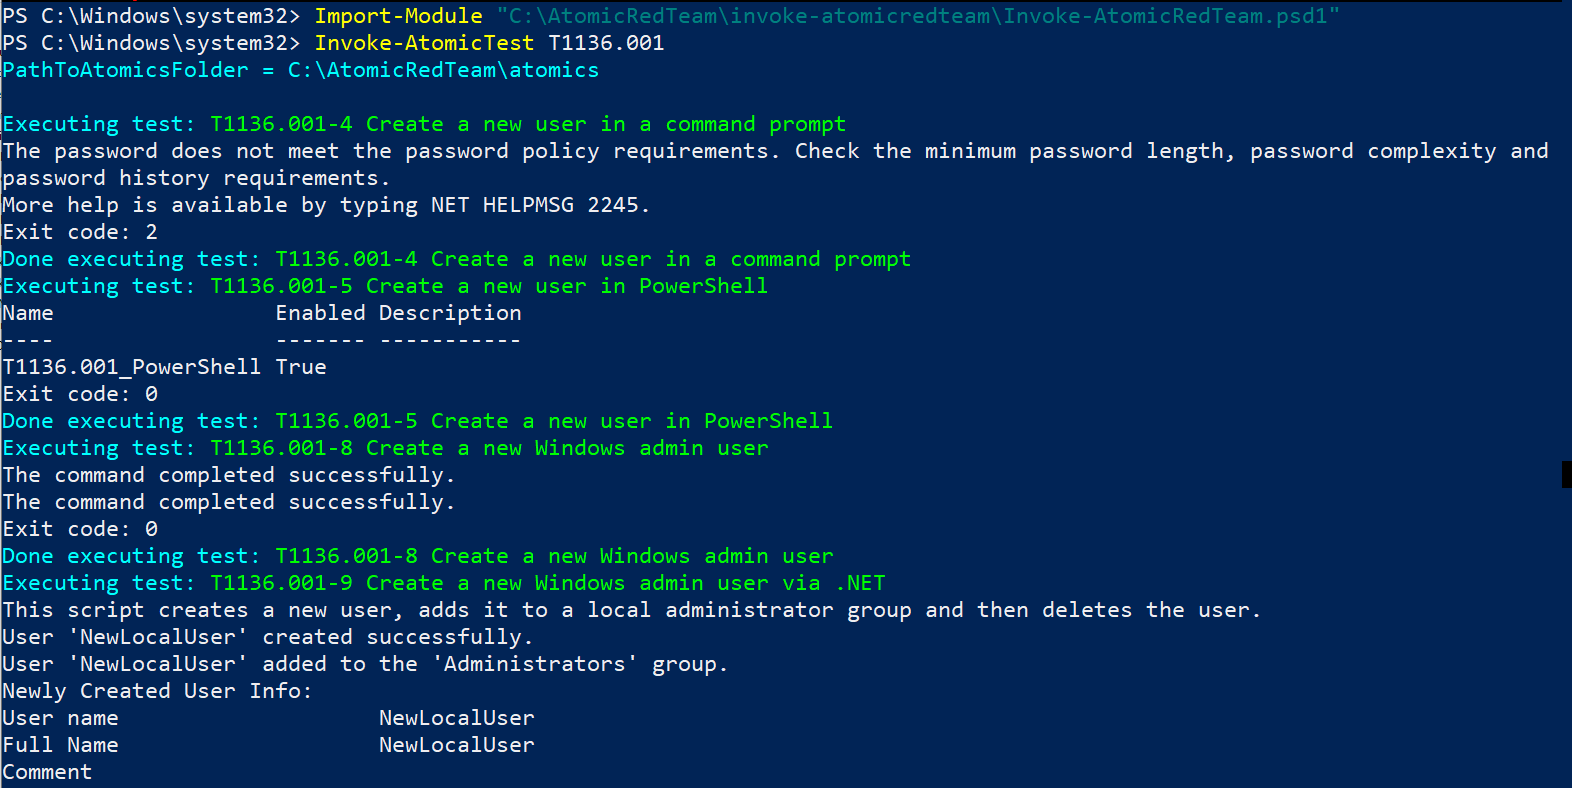 PS C:\Windows\system32> Import-Module "C:\AtomicRedTeam\invoke-atomicredteam\Invoke-AtomicRedTeam.psd1"
PS C:\Windows\system32> Invoke-AtomicTest T1136.001
PathToAtomicsFolder = C:\AtomicRedTeam\atomics
Executing test: T1136.001-4 Create a new user in a command prompt
The password does not meet the password policy requirements. Check the minimum password length, password complexity and
password history requirements.
More help is available by typing NET HELPMSG 2245.
Exit code: 2
Done executing test: T1136.001-4 Create a new user in a command prompt
Executing test: T1136.001-5 Create a new user in PowerShell
Name                 Enabled Description
----                 ------- -----------
T1136.001_PowerShell True
Exit code: 0
Done executing test: T1136.001-5 Create a new user in PowerShell
Executing test: T1136.001-8 Create a new Windows admin user
The command completed successfully.
The command completed successfully.
Exit code: 0
Done executing test: T1136.001-8 Create a new Windows admin user
Executing test: T1136.001-9 Create a new Windows admin user via .NET
This script creates a new user, adds it to a local administrator group and then deletes the user.
User 'NewLocalUser' created successfully.
User 'NewLocalUser' added to the 'Administrators' group.
Newly Created User Info:
User name                    NewLocalUser
Full Name                    NewLocalUser
Comment